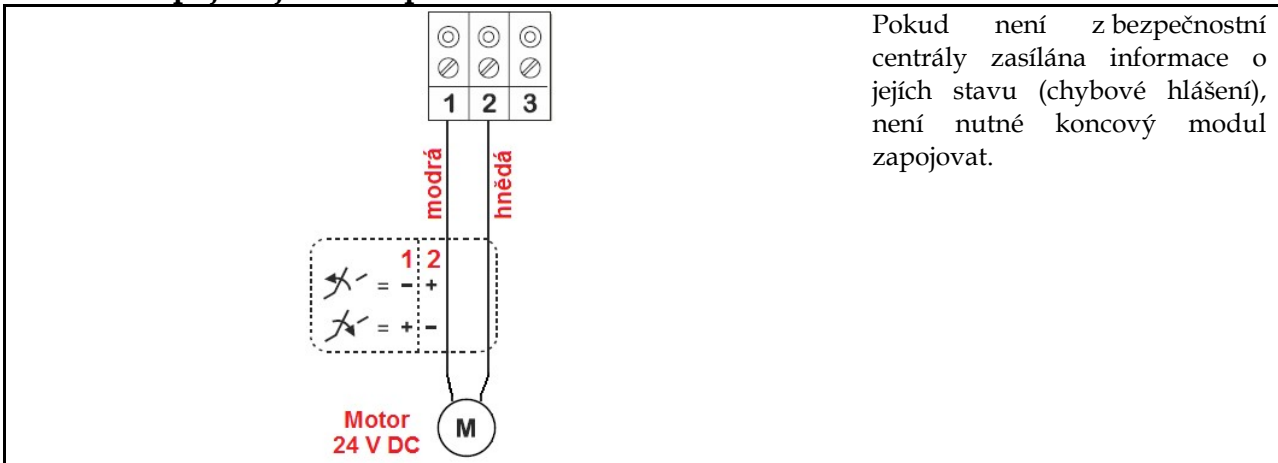 1 2 3
modrá
hnědá
1 2
= - +
= + -
Motor
24 V DC
M
Pokud není z bezpečnostní
centrály zasílána informace o
jejích stavu (chybové hlášení),
není nutné koncový modul
zapojovat.